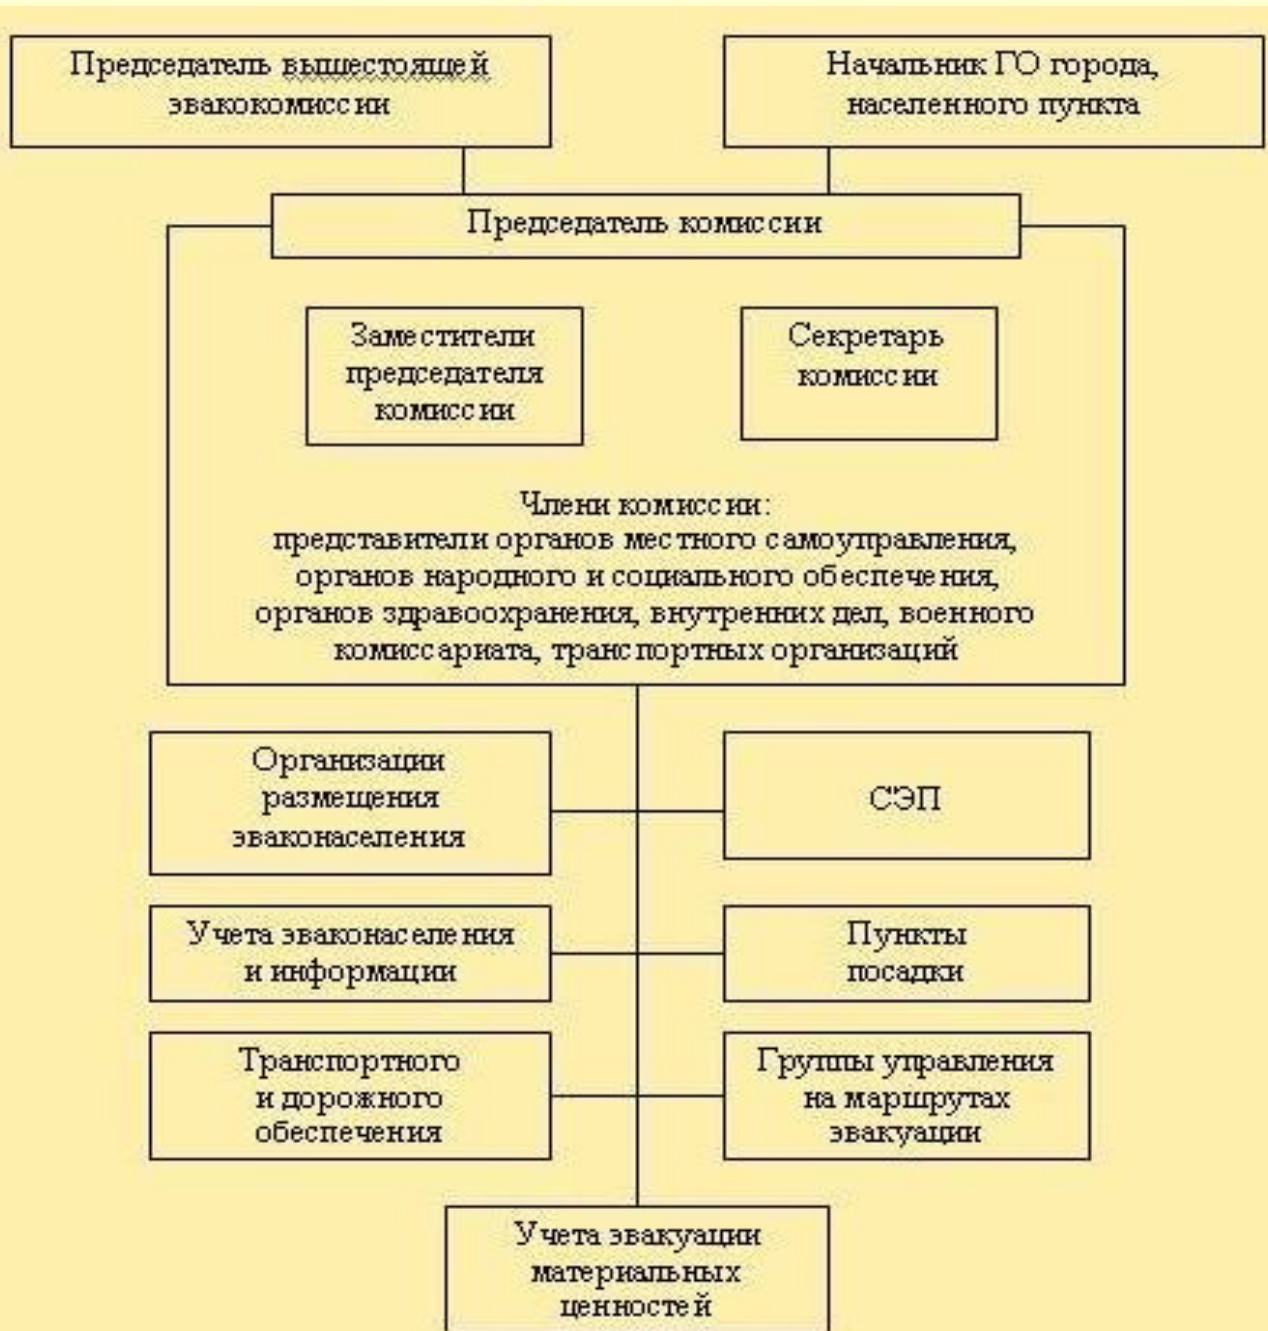 Председатель вышестоящей
эвакокомиссии
Начальник ГО города,
населенного пункта
Председатель комиссии
Заместители
председателя
комиссии
Секретарь
комиссии
Члени комиссии:
представители органов местного самоуправления,
органов народного и социального обеспечения,
органов здравоохранения, внутренних дел, военного
комиссариата, транспортных организаций
Организации
размещения
эваконаселения
СЭП
Учета эваконаселения
и информации
Пункты
посадки
Транспортного
и дорожного
обеспечения
Группы управления
на маршрутах
эвакуации
Учета эвакуации
материальных
ценностей